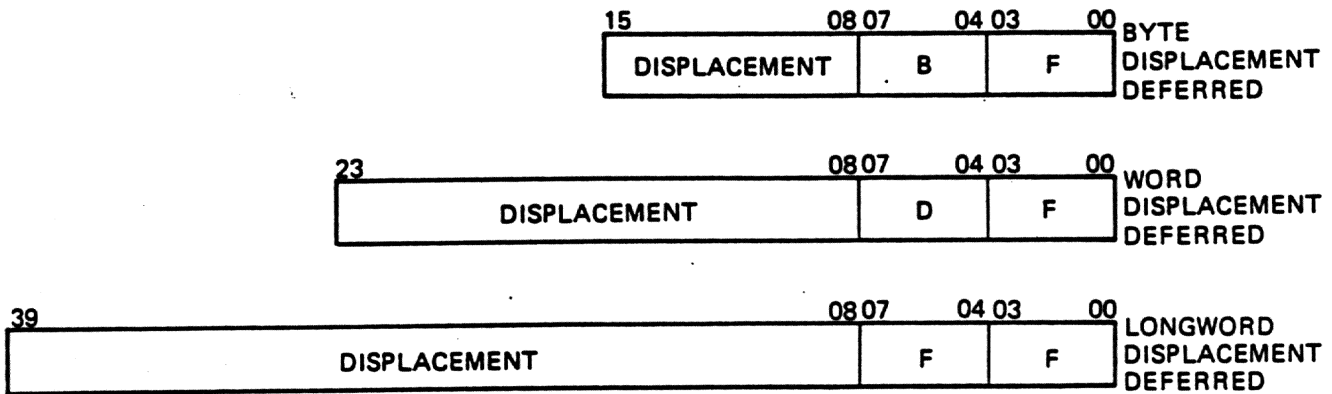 15 08 07 04 03 00
DISPLACEMENT B F
BYTE
DISPLACEMENT
DEFERRED
23 08 07 04 03 00
DISPLACEMENT D F
WORD
DISPLACEMENT
DEFERRED
39 08 07 04 03 00
DISPLACEMENT F F
LONGWORD
DISPLACEMENT
DEFERRED